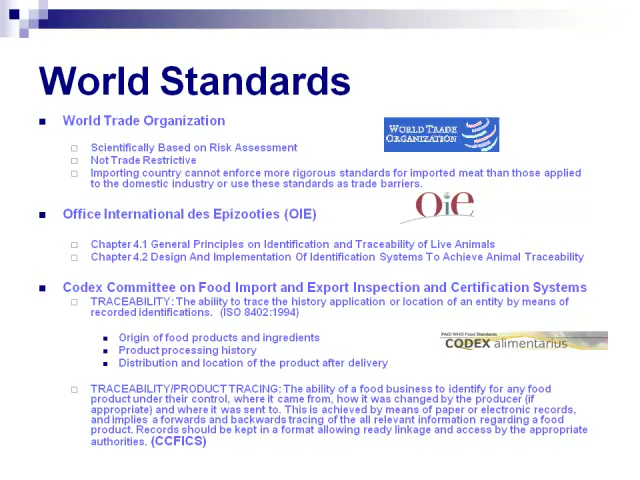 World Standards
World Trade Organization
WORLD TRADE
ORGANIZATION
Scientifically Based on Risk Assessment
Not Trade Restrictive
Importing country cannot enforce more rigorous standards for imported meat than those applied
to the domestic industry or use these standards as trade barriers.
Office International des Epizooties (OIE)
Oie
Chapter 4.1 General Principles on Identification and Traceability of Live Animals
Chapter 4.2 Design And Implementation Of Identification Systems To Achieve Animal Traceability
Codex Committee on Food Import and Export Inspection and Certification Systems
TRACEABILITY: The ability to trace the history application or location of an entity by means of
recorded identifications. (ISO 8402:1994)
Origin of food products and ingredients
Product processing history
Distribution and location of the product after delivery
FAO/WHO Food Standards
CODEX alimentarius
TRACEABILITY/PRODUCT TRACING: The ability of a food business to identify for any food
product under their control, where it came from, how it was changed by the producer (if
appropriate) and where it was sent to. This is achieved by means of paper or electronic records,
and implies a forwards and backwards tracing of the all relevant information regarding a food
product. Records should be kept in a format allowing ready linkage and access by the appropriate
authorities. (CCFICS)